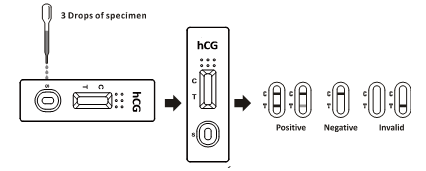 3 Drops of specimen
S
T C
hCG
hCG
C
T
S
C
T
C
T
C
T
C
T
C
T
Positive
Negative
Invalid